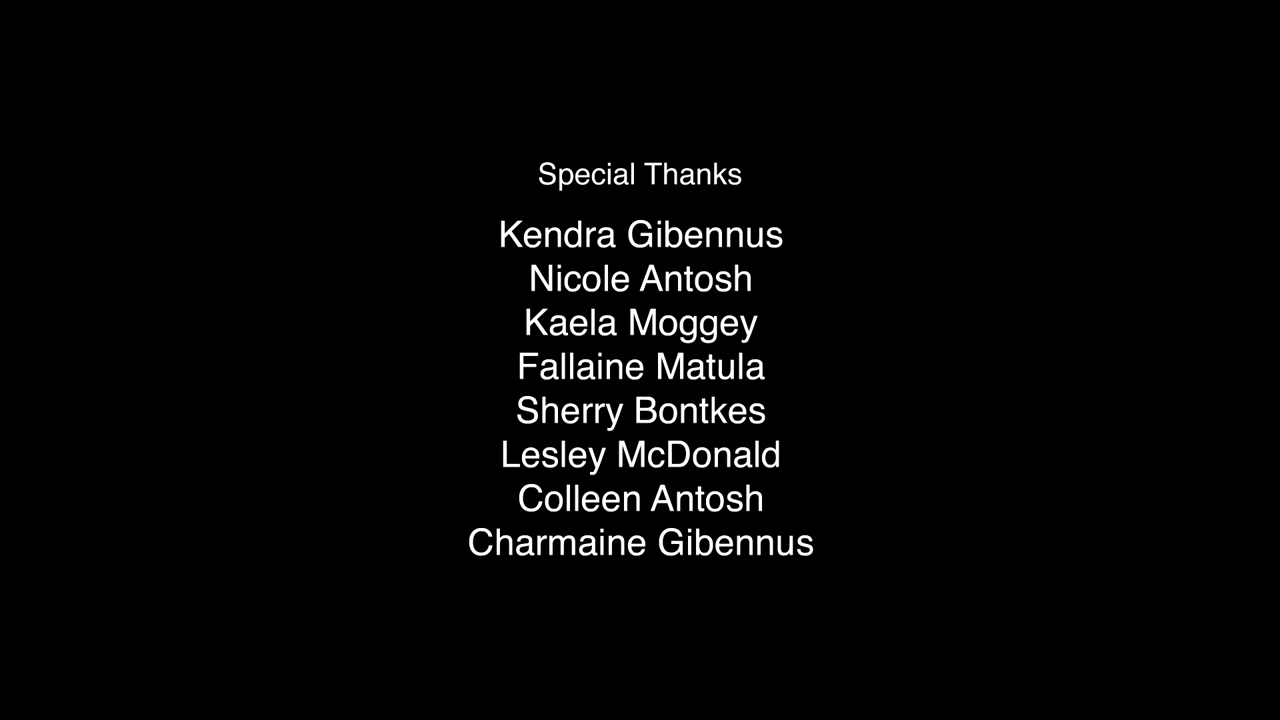 Special Thanks
Kendra Gibennus
Nicole Antosh
Kaela Moggey
Fallaine Matula
Sherry Bontkes
Lesley McDonald
Colleen Antosh
Charmaine Gibennus